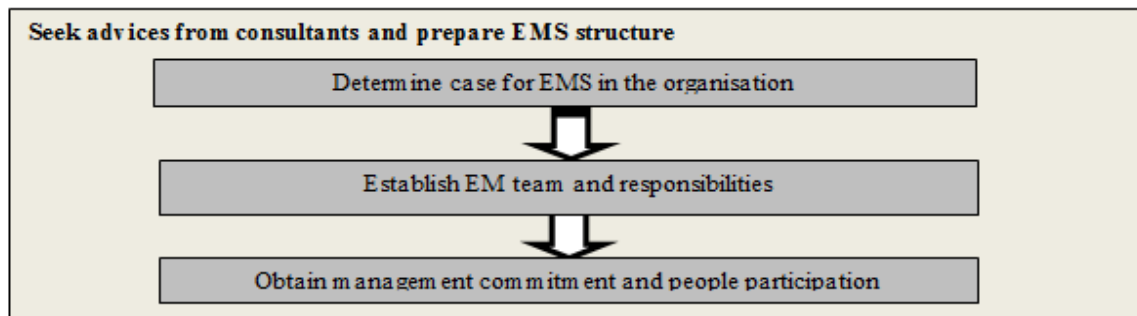 Seek advices from consultants and prepare EMS structure
Determine case for EMS in the organisation
Establish EM team and responsibilities
Obtain management commitment and people participation